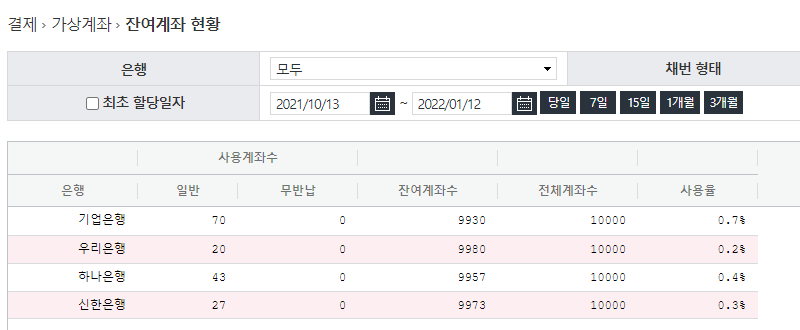 결제 › 가상계좌 › 잔여계좌 현황
은행 모두 채번 형태
최초 할당일자 2021/10/13 ~ 2022/01/12 당일 7일 15일 1개월 3개월
사용계좌수
은행 일반 무반납 잔여계좌수 전체계좌수 사용율
기업은행 70 0 9930 10000 0.7%
우리은행 20 0 9980 10000 0.2%
하나은행 43 0 9957 10000 0.4%
신한은행 27 0 9973 10000 0.3%